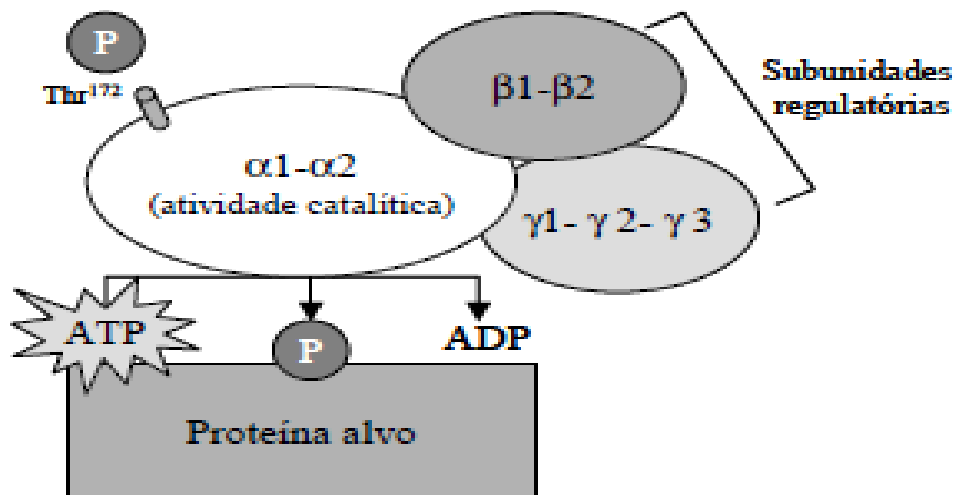 P
Thr¹⁷²
β1-β2
Subunidades
regulatórias
α1-α2
(atividade catalítica)
γ1- γ 2- γ 3
ATP
P
ADP
Proteína alvo